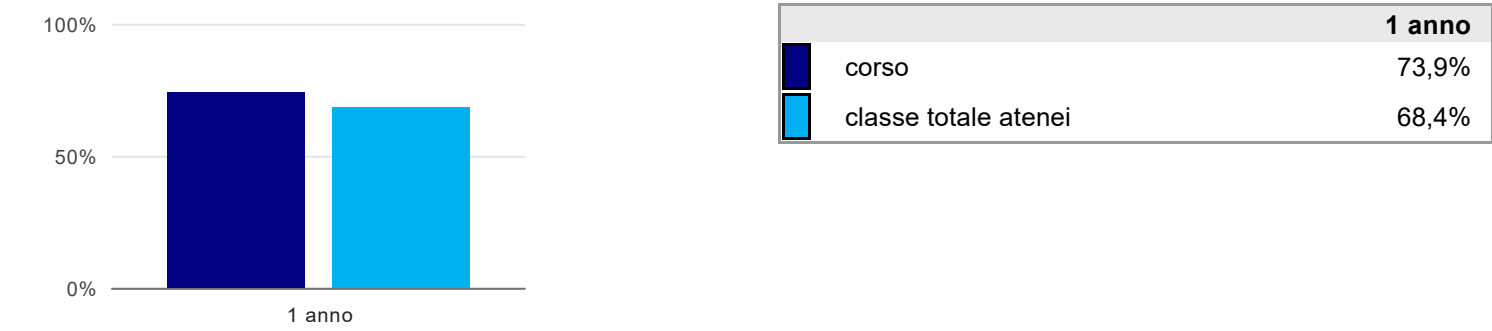 100%
50%
0%
1 anno
1 anno
corso 73,9%
classe totale atenei 68,4%